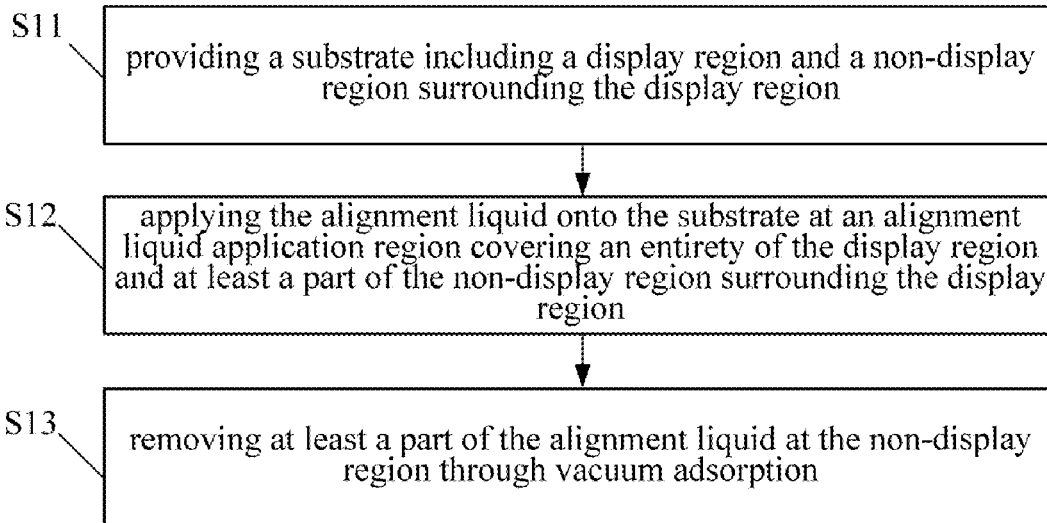 S11
providing a substrate including a display region and a non-display
region surrounding the display region
S12
applying the alignment liquid onto the substrate at an alignment
liquid application region covering an entirety of the display region
and at least a part of the non-display region surrounding the display
region
S13
removing at least a part of the alignment liquid at the non-display
region through vacuum adsorption